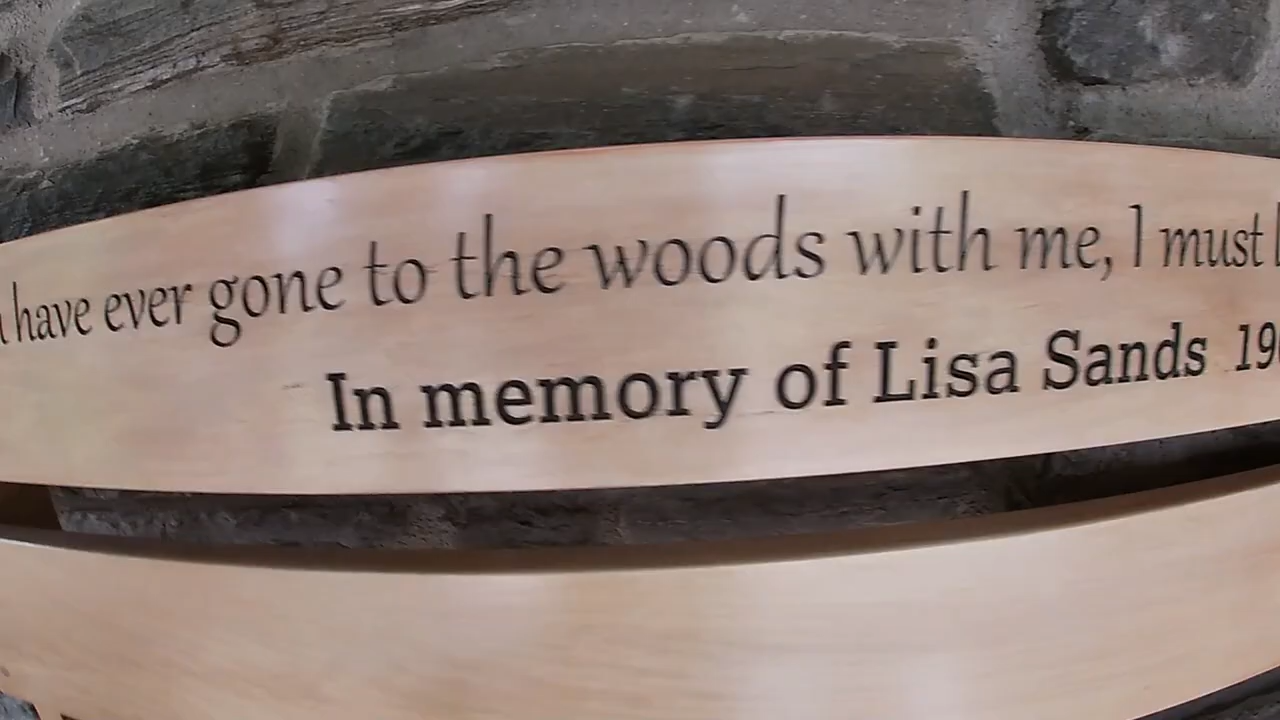 have ever gone to the woods with me, I must
In memory of Lisa Sands